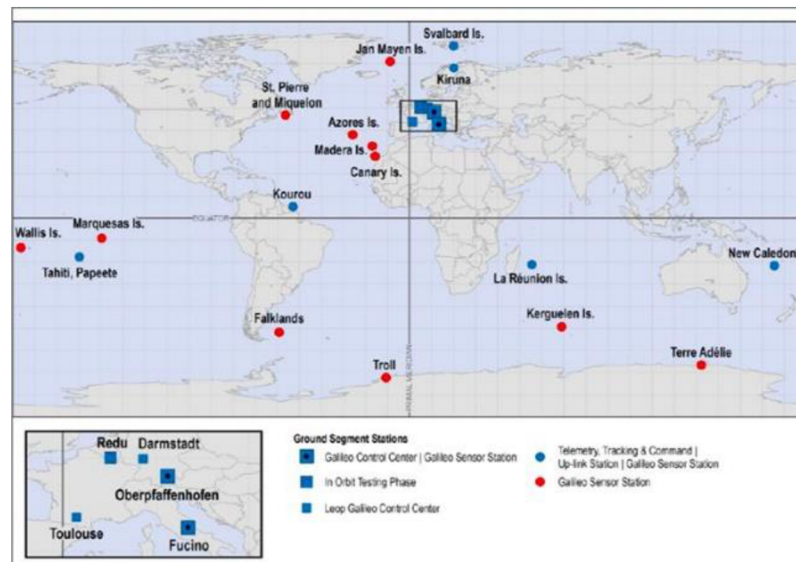 Svalbard Is.
Jan Mayen Is.
Kiruna
St. Pierre
and Miquelon
Azores Is.
Madera Is.
Canary Is.
Kourou
EQUATOR
Marquesas Is.
Wallis Is.
Tahiti, Papeete
New Caledon
La Réunion Is.
Falklands
Kerguelen Is.
Troll
Terre Adélie
PRIMAL MERIDIAN
Redu
Darmstadt
Oberpfaffenhofen
Toulouse
Fucino
Ground Segment Stations
Galileo Control Center | Galileo Sensor Station
In Orbit Testing Phase
Leop Galileo Control Center
Telemetry, Tracking & Command |
Up-link Station | Galileo Sensor Station
Galileo Sensor Station